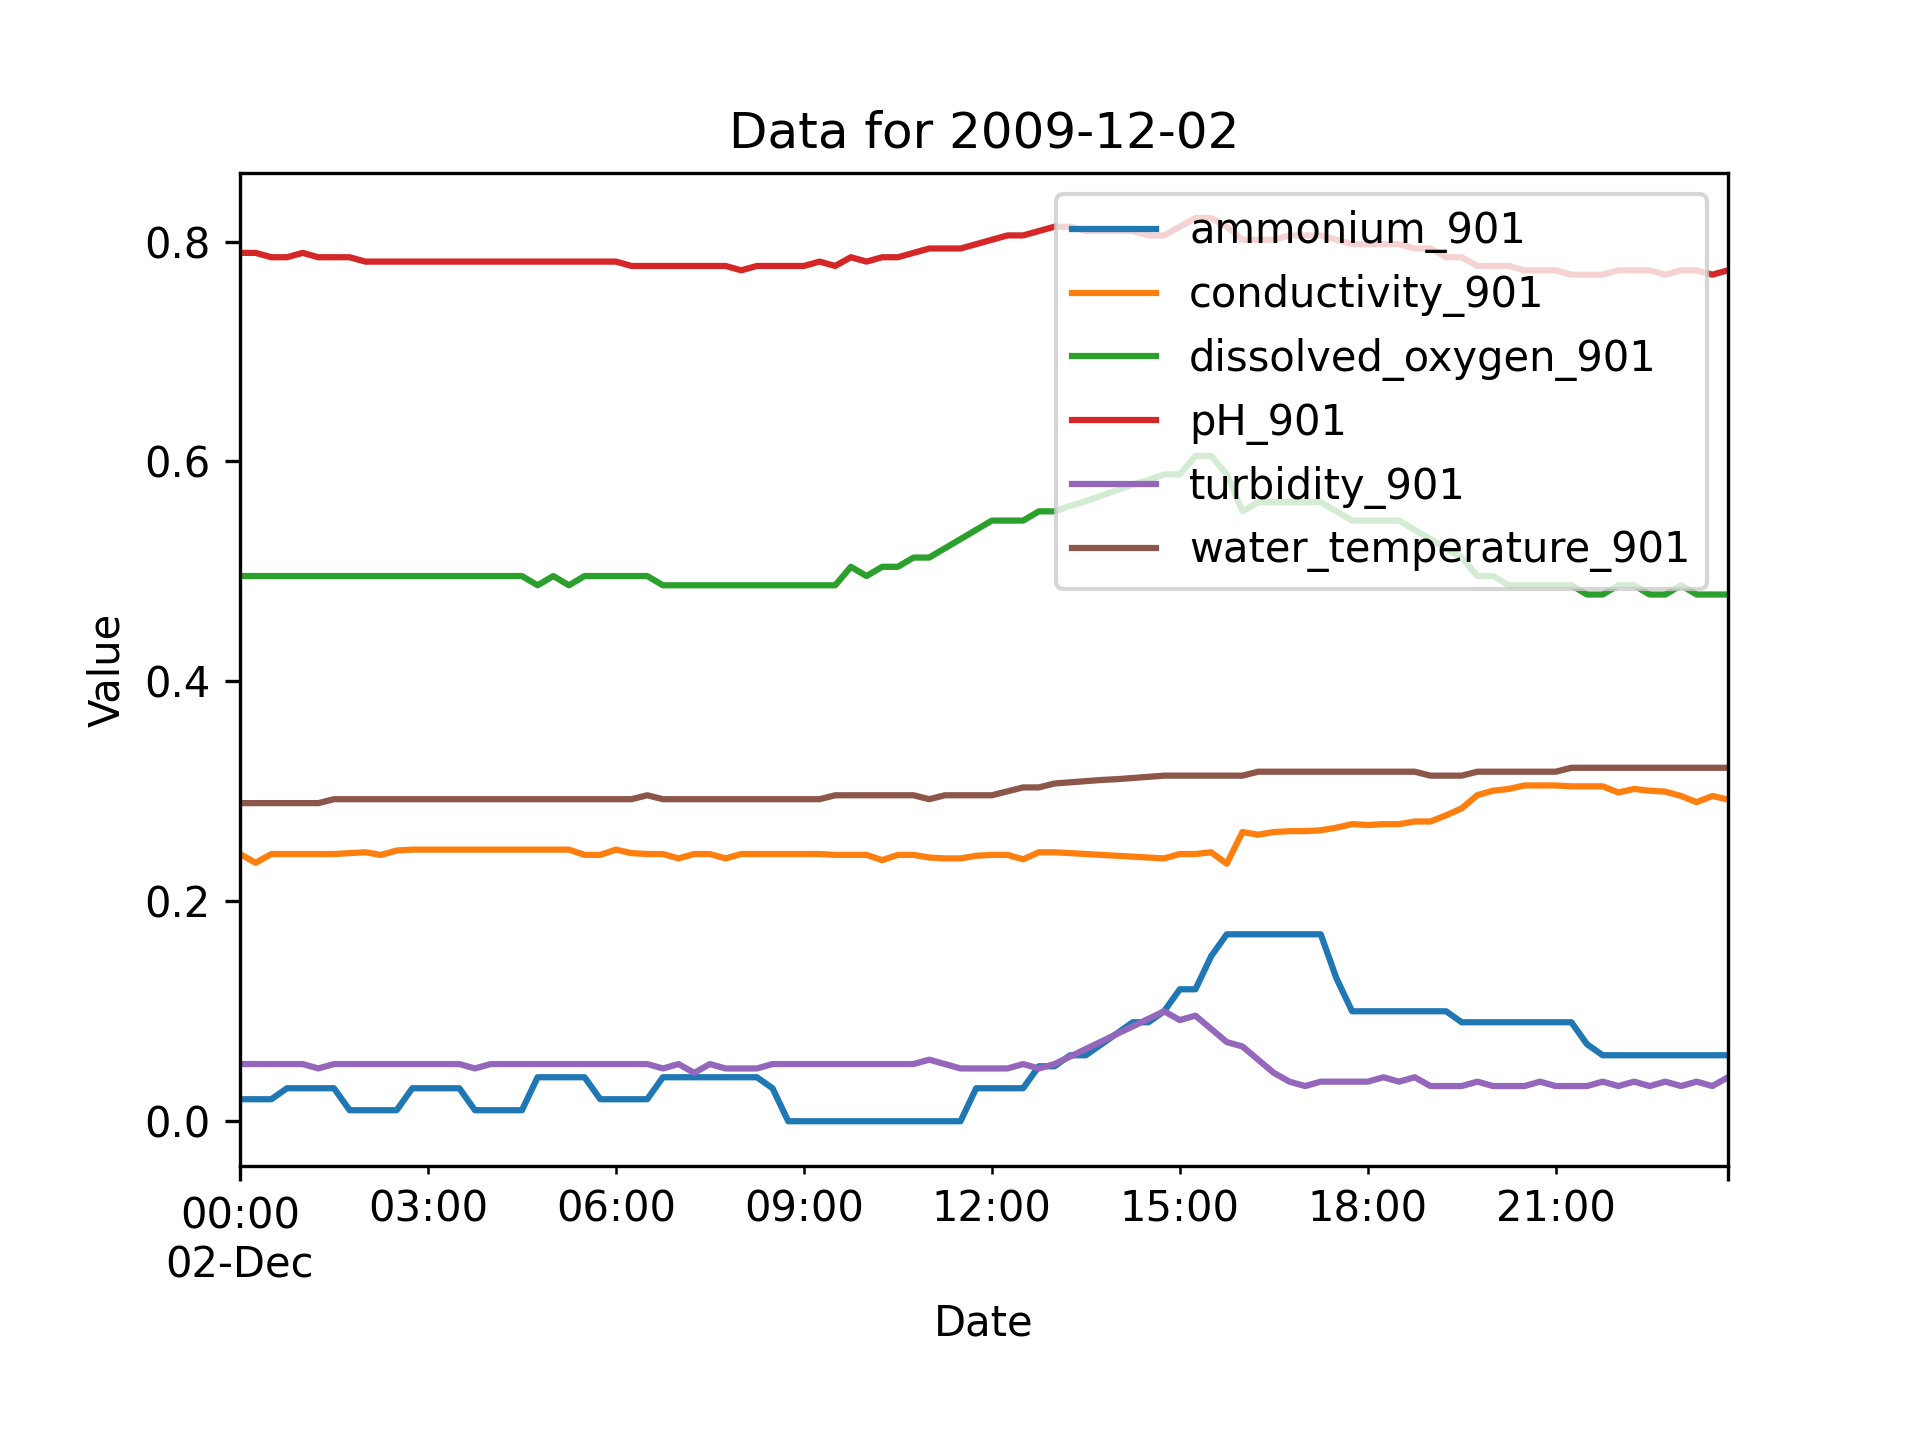 Data for 2009-12-02
ammonium_901
conductivity_901
dissolved_oxygen_901
pH_901
turbidity_901
water_temperature_901
Value
0.8
0.6
0.4
0.2
0.0
00:00 03:00 06:00 09:00 12:00 15:00 18:00 21:00
02-Dec
Date